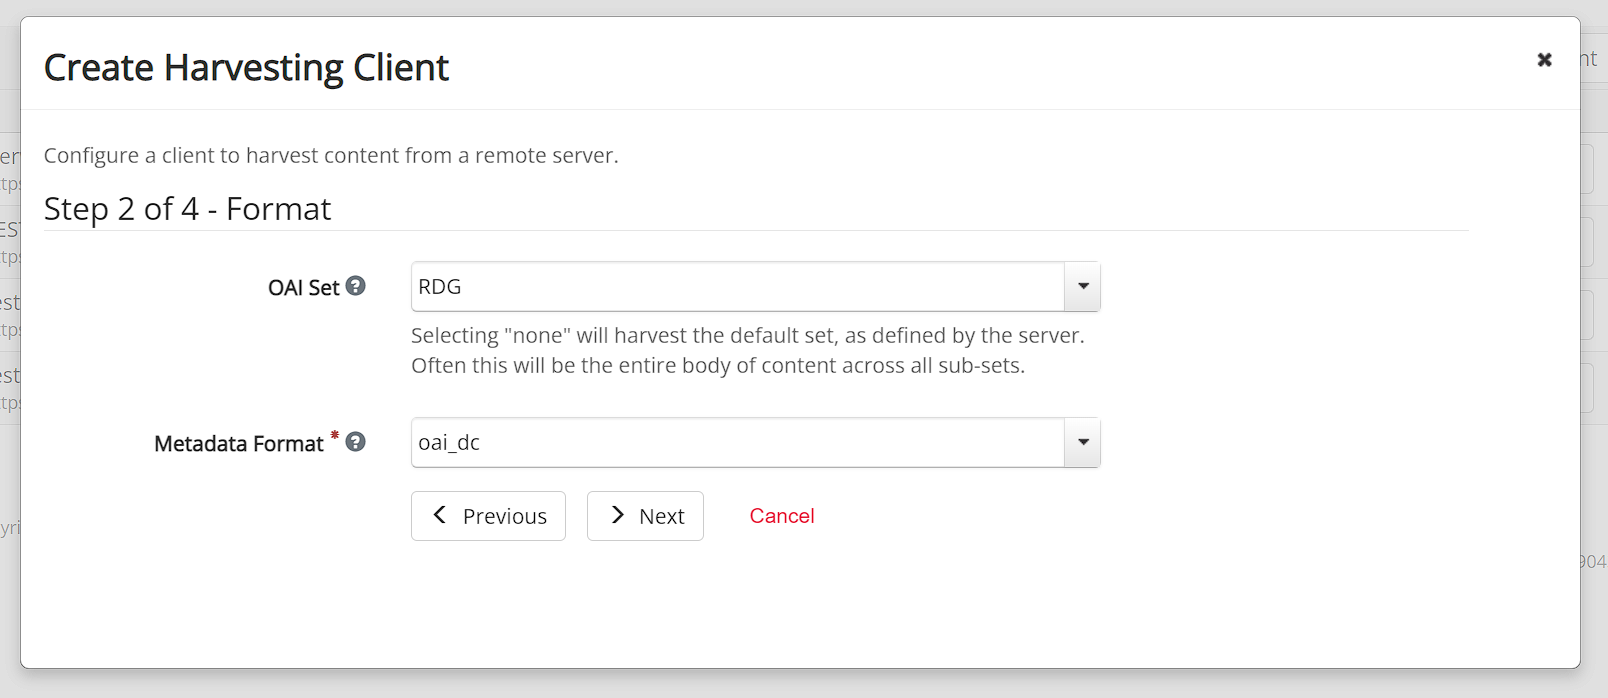 Create Harvesting Client
Configure a client to harvest content from a remote server.
Step 2 of 4 - Format
OAI Set
RDG
Selecting "none" will harvest the default set, as defined by the server.
Often this will be the entire body of content across all sub-sets.
Metadata Format *
oai_dc
Previous
Next
Cancel